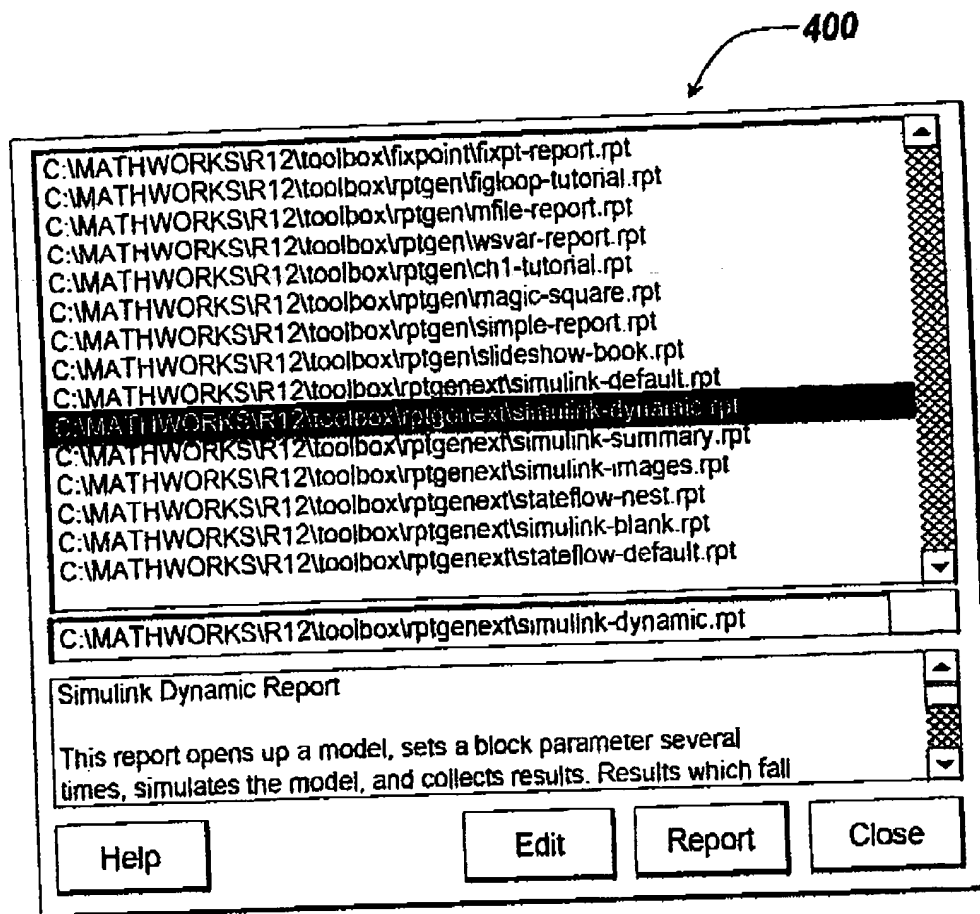 400
C:\MATHWORKS\R12\toolbox\fixpoint\fixpt-report.rpt
C:\MATHWORKS\R12\toolbox\rptgen\figloop-tutorial.rpt
C:\MATHWORKS\R12\toolbox\rptgen\mfile-report.rpt
C:\MATHWORKS\R12\toolbox\rptgen\wsvar-report.rpt
C:\MATHWORKS\R12\toolbox\rptgen\ch1-tutorial.rpt
C:\MATHWORKS\R12\toolbox\rptgen\magic-square.rpt
C:\MATHWORKS\R12\toolbox\rptgen\simple-report.rpt
C:\MATHWORKS\R12\toolbox\rptgen\slideshow-book.rpt
C:\MATHWORKS\R12\toolbox\rptgenext\simulink-default.rpt
C:\MATHWORKS\R12\toolbox\rptgenext\simulink-dynamic.rpt
C:\MATHWORKS\R12\toolbox\rptgenext\simulink-summary.rpt
C:\MATHWORKS\R12\toolbox\rptgenext\simulink-images.rpt
C:\MATHWORKS\R12\toolbox\rptgenext\stateflow-nest.rpt
C:\MATHWORKS\R12\toolbox\rptgenext\simulink-blank.rpt
C:\MATHWORKS\R12\toolbox\rptgenext\stateflow-default.rpt
C:\MATHWORKS\R12\toolbox\rptgenext\simulink-dynamic.rpt
Simulink Dynamic Report
This report opens up a model, sets a block parameter several
times, simulates the model, and collects results. Results which fall
Help Edit Report Close